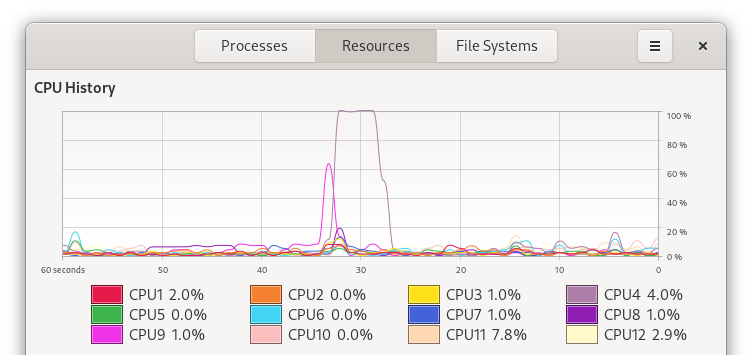 Processes Resources File Systems
CPU History
100 %
80 %
60 %
40 %
20 %
0 %
60 seconds 50 40 30 20 10 0
CPU1 2.0% CPU2 0.0% CPU3 1.0% CPU4 4.0%
CPU5 0.0% CPU6 0.0% CPU7 1.0% CPU8 1.0%
CPU9 1.0% CPU10 0.0% CPU11 7.8% CPU12 2.9%